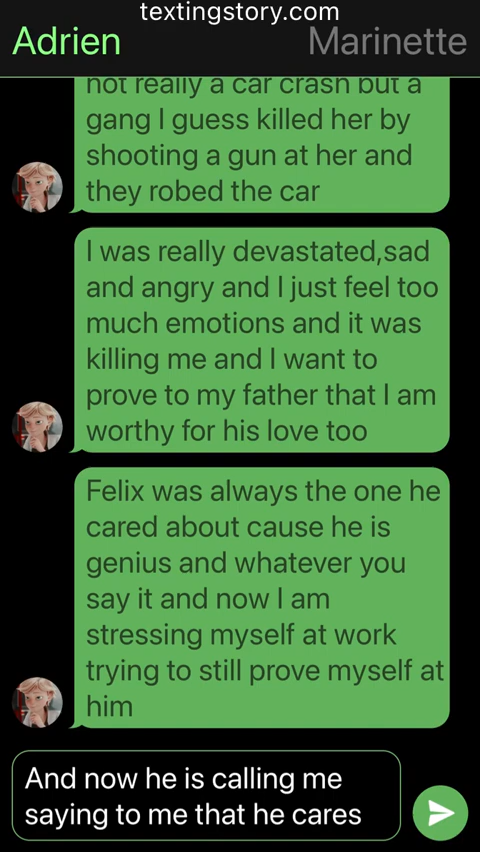 textingstory.com
Adrien
Marinette
not really a car crash but a
gang I guess killed her by
shooting a gun at her and
they robed the car
I was really devastated,sad
and angry and I just feel too
much emotions and it was
killing me and I want to
prove to my father that I am
worthy for his love too
Felix was always the one he
cared about cause he is
genius and whatever you
say it and now I am
stressing myself at work
trying to still prove myself at
him
And now he is calling me
saying to me that he cares